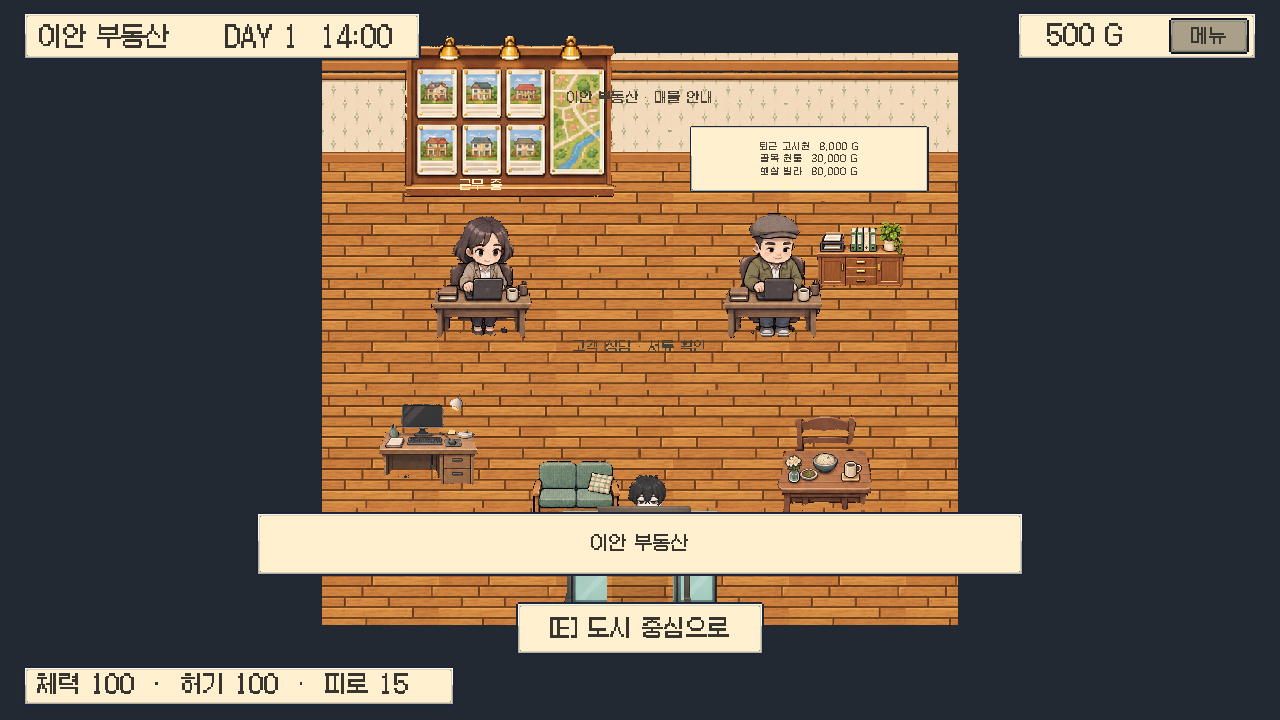 이안 부동산 DAY 1 14:00
500 G 메뉴
이안 부동산 · 매물 안내
퇴근 고시원 8,000 G
골목 원룸 30,000 G
햇살 빌라 80,000 G
근무 중
고객 상담 · 서류 확인
이안 부동산
[E] 도시 중심으로
체력 100 · 허기 100 · 피로 15